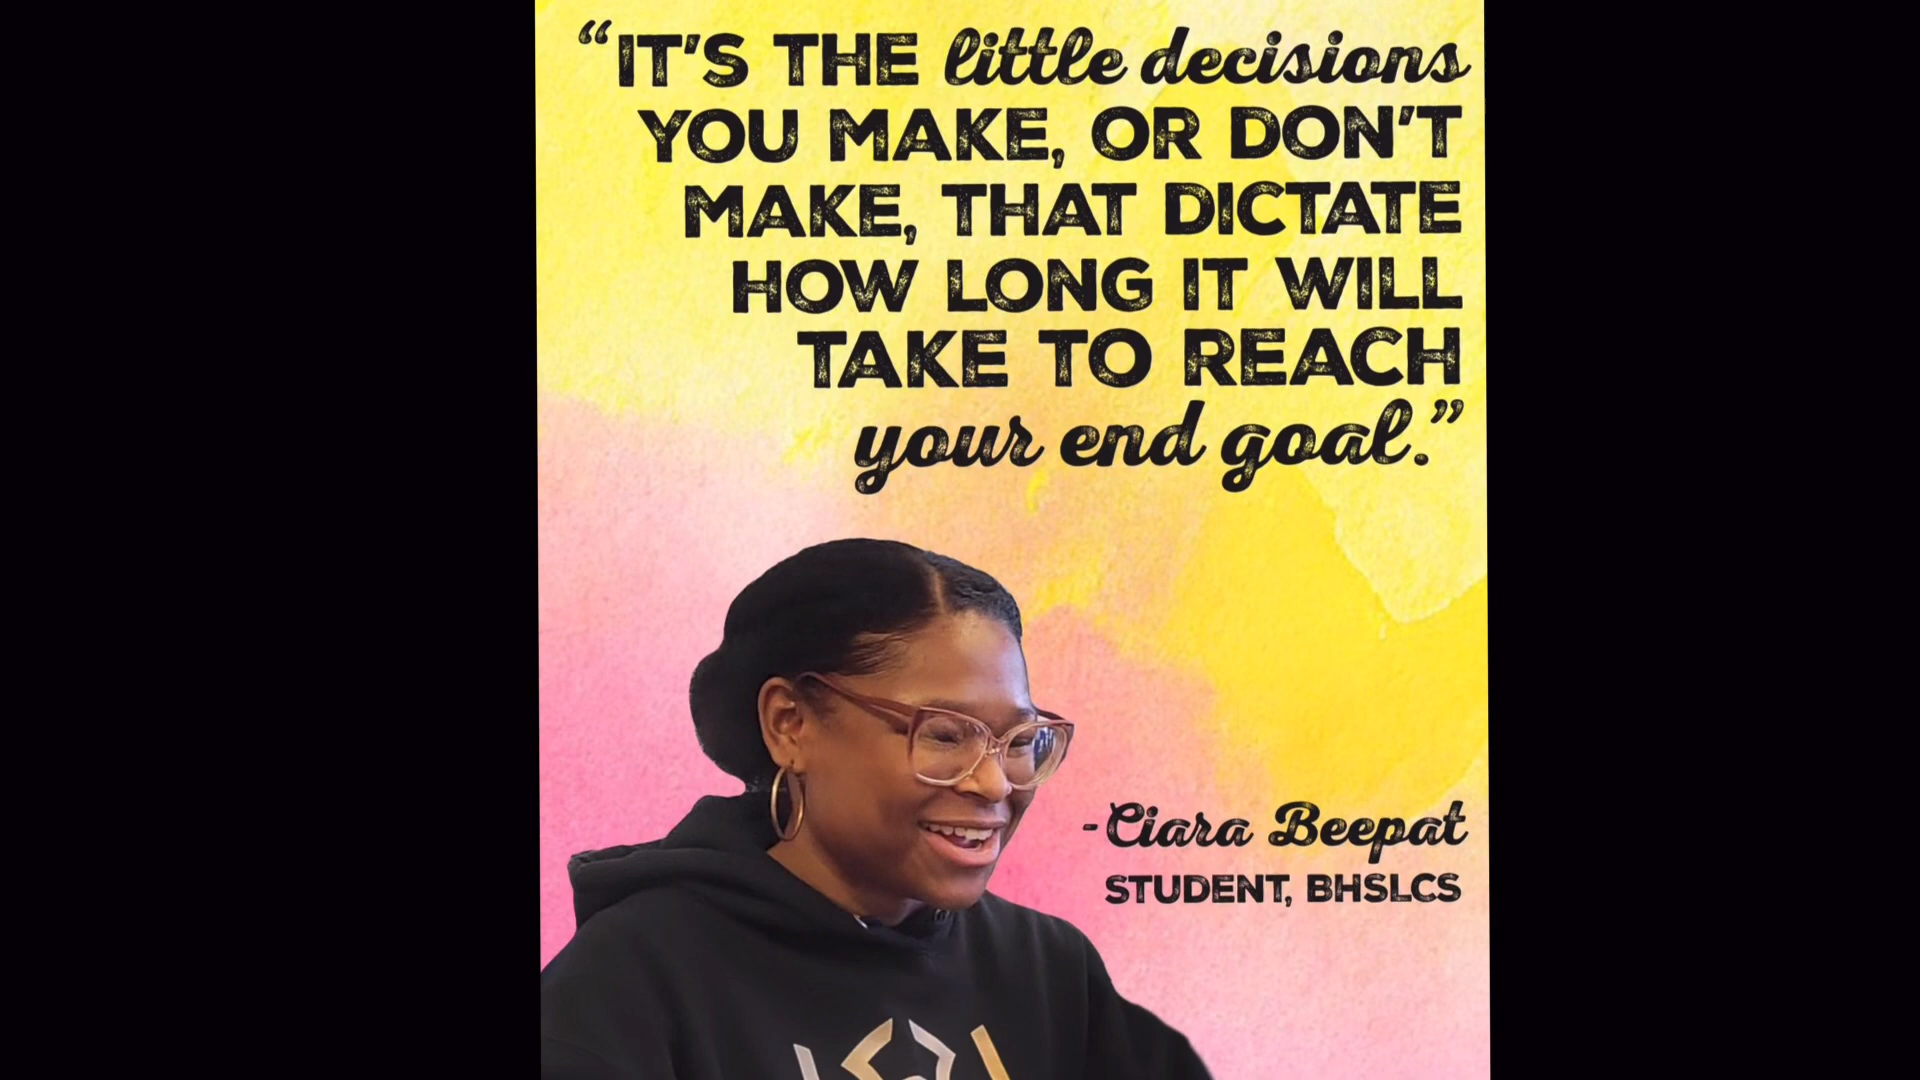 “IT’S THE little decisions
YOU MAKE, OR DON’T
MAKE, THAT DICTATE
HOW LONG IT WILL
TAKE TO REACH
your end goal.”
-Ciara Beepat
STUDENT, BHSLCS